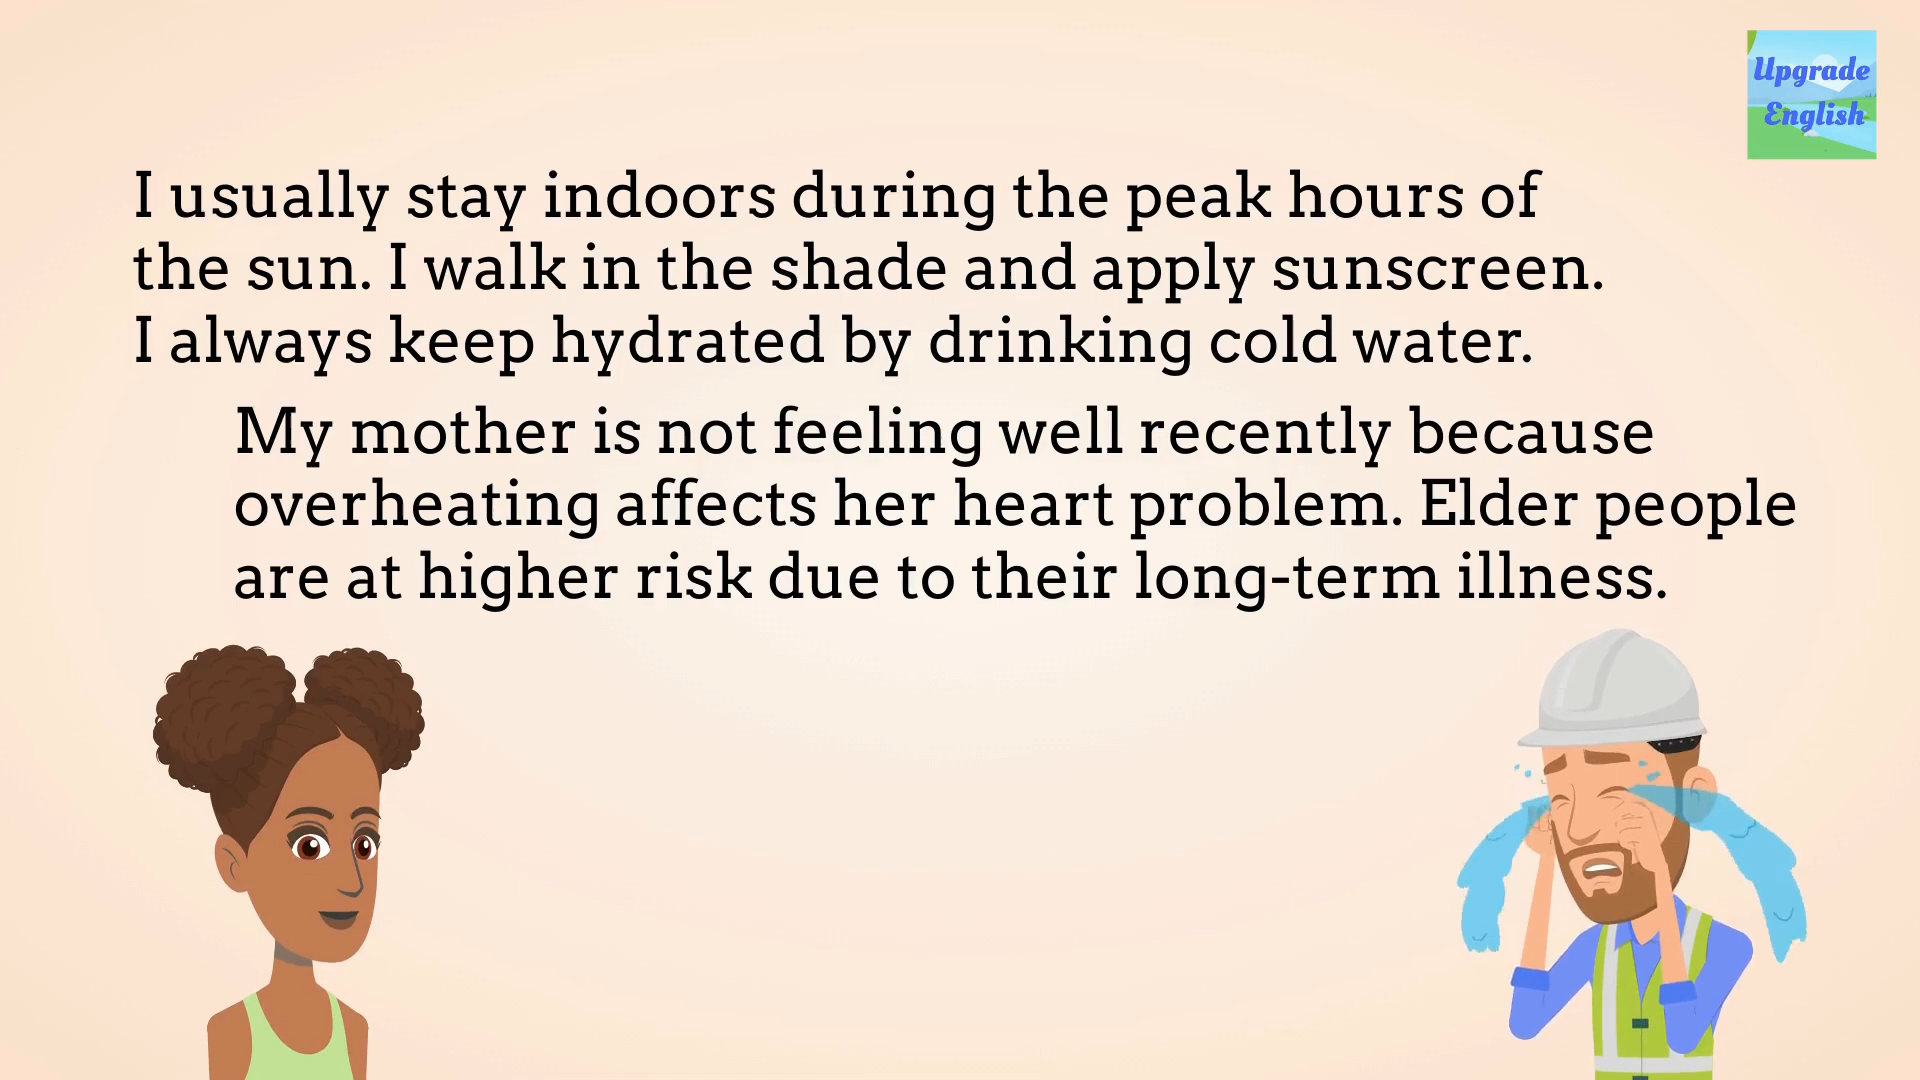 Upgrade
English
I usually stay indoors during the peak hours of
the sun. I walk in the shade and apply sunscreen.
I always keep hydrated by drinking cold water.
My mother is not feeling well recently because
overheating affects her heart problem. Elder people
are at higher risk due to their long-term illness.